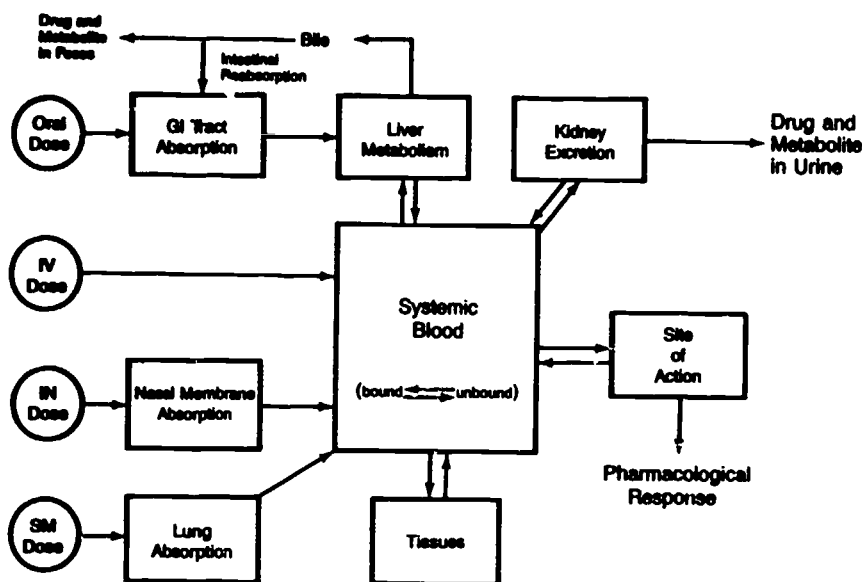 Drug and
Metabolite
in Feces
Bile
Intestinal
Reabsorption
Oral
Dose
GI Tract
Absorption
Liver
Metabolism
Kidney
Excretion
Drug and
Metabolite
in Urine
IV
Dose
Systemic
Blood
(bound unbound)
Site
of
Action
IN
Dose
Nasal Membrane
Absorption
Pharmacological
Response
SM
Dose
Lung
Absorption
Tissues